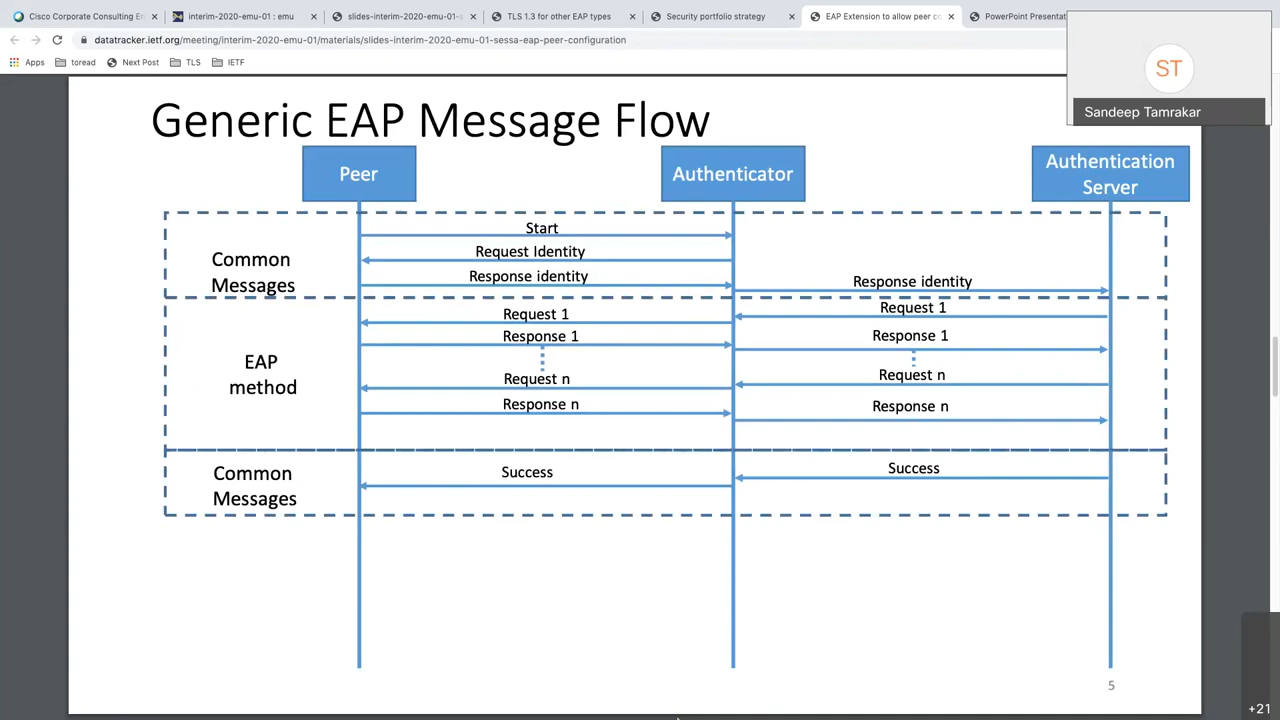 Cisco Corporate Consulting En
interim-2020-emu-01 : emu
slides-interim-2020-emu-01-s
TLS 1.3 for other EAP types
Security portfolio strategy
EAP Extension to allow peer co
PowerPoint Presentat
datatracker.ietf.org/meeting/interim-2020-emu-01/materials/slides-interim-2020-emu-01-sessa-eap-peer-configuration
Apps
toread
Next Post
TLS
IETF
ST
Sandeep Tamrakar
Generic EAP Message Flow
Peer
Authenticator
Authentication
Server
Common
Messages
Start
Request Identity
Response identity
Response identity
EAP
method
Request 1
Request 1
Response 1
Response 1
Request n
Request n
Response n
Response n
Common
Messages
Success
Success
5
+21